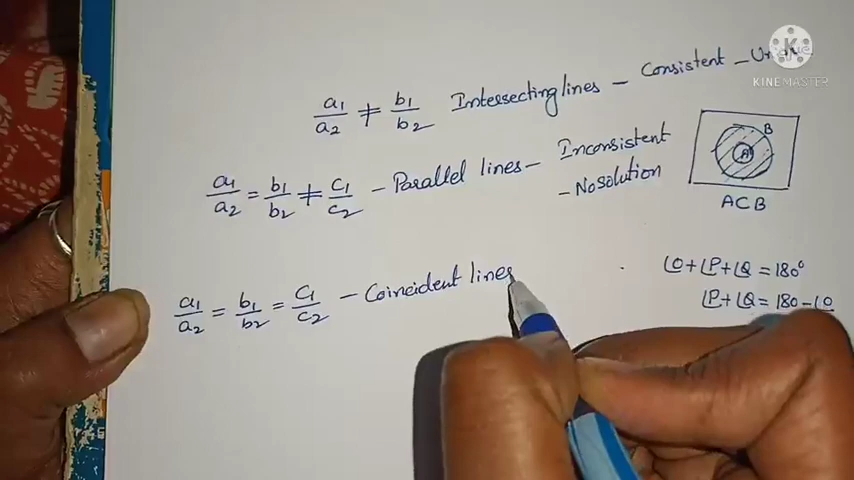 a1/a2 ≠ b1/b2 Intersecting lines - Consistent -
K
KINEMASTER
a1/a2 = b1/b2 ≠ c1/c2 - Parallel lines - Inconsistent
- No solution
B
A
A⊂B
a1/a2 = b1/b2 = c1/c2 - Coincident lines
∠O+∠P+∠Q = 180°
∠P+∠Q = 180-∠O